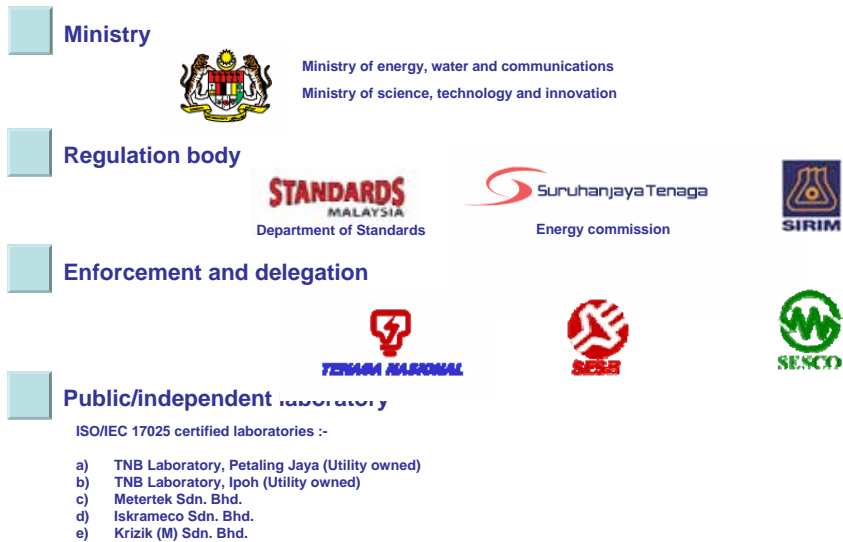 Ministry
Ministry of energy, water and communications
Ministry of science, technology and innovation
Regulation body
STANDARDS
MALAYSIA
Department of Standards
Suruhanjaya Tenaga
Energy commission
SIRIM
Enforcement and delegation
TENAGA NASIONAL
SESB
SESCO
Public/independent laboratory
ISO/IEC 17025 certified laboratories :-
a) TNB Laboratory, Petaling Jaya (Utility owned)
b) TNB Laboratory, Ipoh (Utility owned)
c) Metertek Sdn. Bhd.
d) Iskrameco Sdn. Bhd.
e) Krizik (M) Sdn. Bhd.